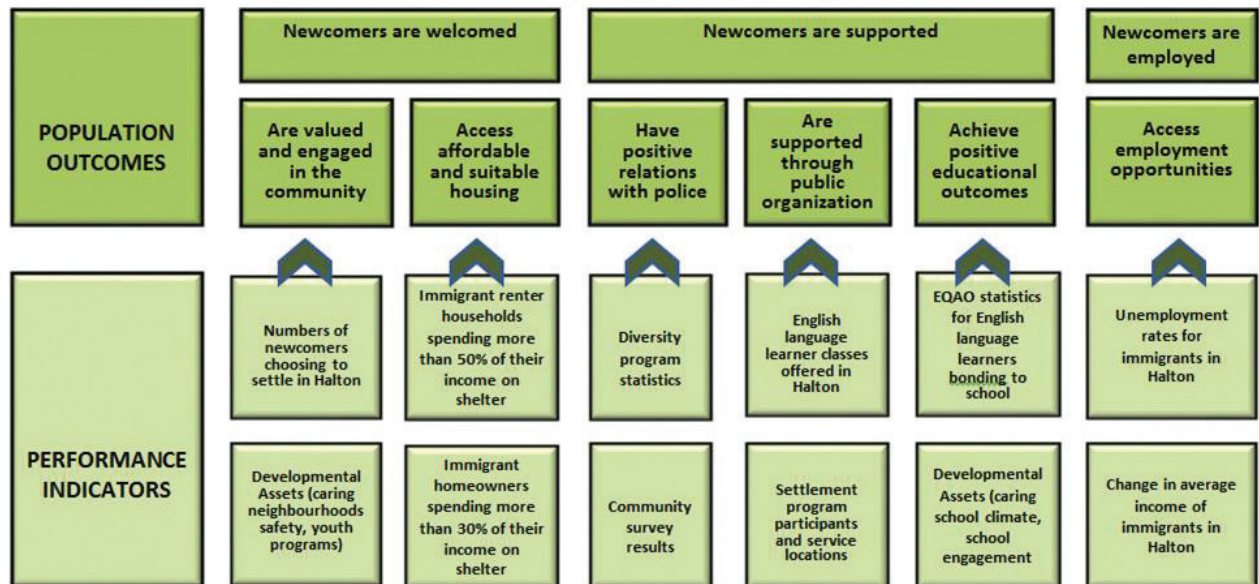 POPULATION
OUTCOMES
Newcomers are welcomed
Newcomers are supported
Newcomers are
employed
Are valued
and engaged
in the
community
Access
affordable
and suitable
housing
Have
positive
relations
with police
Are
supported
through
public
organization
Achieve
positive
educational
outcomes
Access
employment
opportunities
PERFORMANCE
INDICATORS
Numbers of
newcomers
choosing to
settle in Halton
Immigrant renter
households
spending more
than 50% of their
income on
shelter
Diversity
program
statistics
English
language
learner classes
offered in
Halton
EQAO statistics
for English
language
learners
bonding to
school
Unemployment
rates for
immigrants in
Halton
Developmental
Assets (caring
neighbourhoods
safety, youth
programs)
Immigrant
homeowners
spending more
than 30% of their
income on
shelter
Community
survey
results
Settlement
program
participants
and service
locations
Developmental
Assets (caring
school climate,
school
engagement
Change in average
income of
immigrants in
Halton